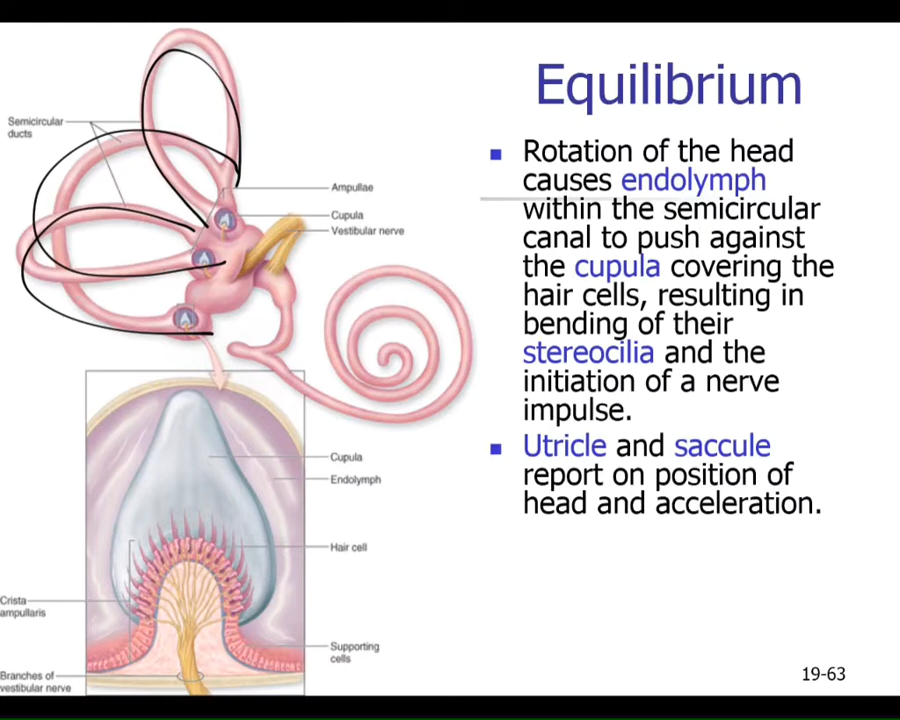 Equilibrium
Rotation of the head
causes endolymph
within the semicircular
canal to push against
the cupula covering the
hair cells, resulting in
bending of their
stereocilia and the
initiation of a nerve
impulse.
Utricle and saccule
report on position of
head and acceleration.
Semicircular
ducts
Ampullae
Cupula
Vestibular nerve
Cupula
Endolymph
Hair cell
Crista
ampullaris
Supporting
cells
Branches of
vestibular nerve
19-63